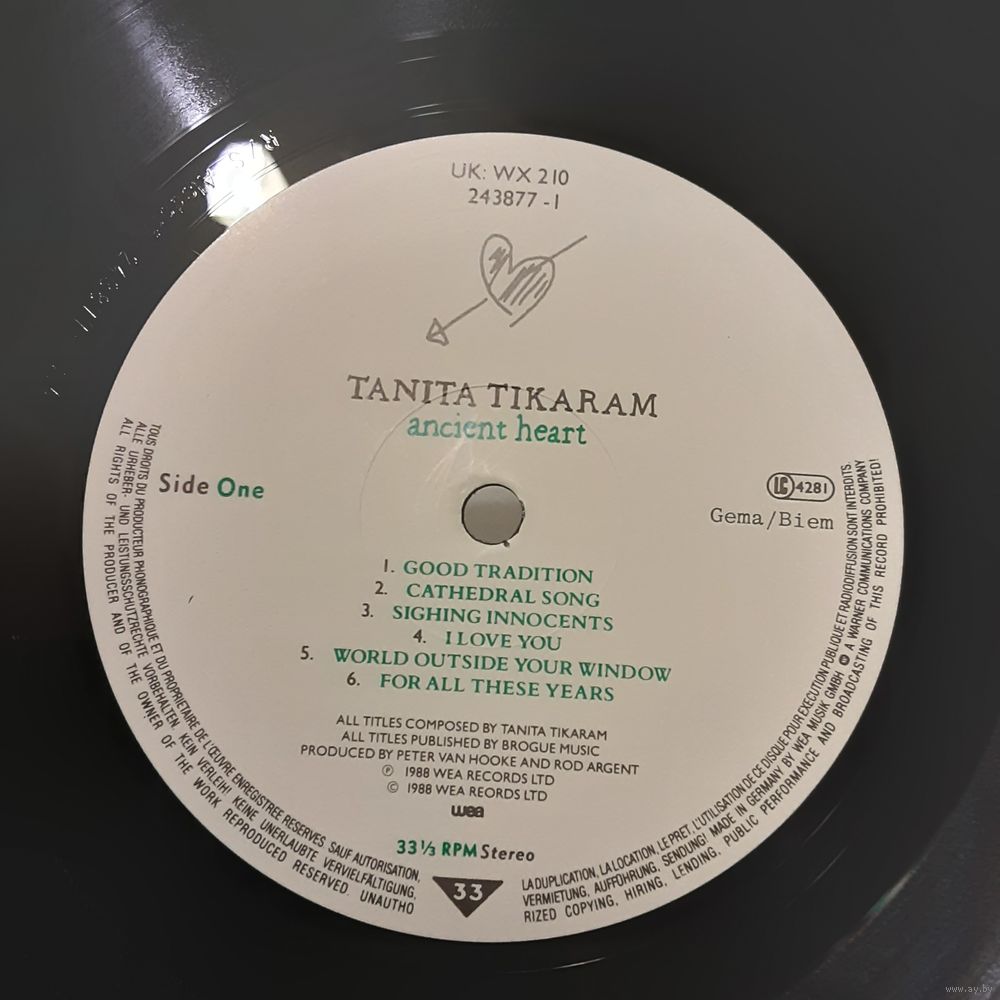 UK: WX 210
243877 -1
TANITA TIKARAM
ancient heart
Side One
LC 4281
Gema/Biem
1. GOOD TRADITION
2. CATHEDRAL SONG
3. SIGHING INNOCENTS
4. I LOVE YOU
5. WORLD OUTSIDE YOUR WINDOW
6. FOR ALL THESE YEARS
ALL TITLES COMPOSED BY TANITA TIKARAM
ALL TITLES PUBLISHED BY BROGUE MUSIC
PRODUCED BY PETER VAN HOOKE AND ROD ARGENT
℗ 1988 WEA RECORDS LTD
© 1988 WEA REORDS LTD
wea
33⅓ RPM Stereo
33
TOUS DROITS DU PRODUCTEUR PHONOGRAPHIQUE ET DU PROPRIETAIRE DE L'ŒUVRE ENREGISTREE RESERVES SAUF AUTORISATION,
ALLE URHEBER- UND LEISTUNGSSCHUTZRECHTE VORBEHALTEN KEIN VERLEIH! KEINE UNERLAUBTE VERVIELFÄLTIGUNG,
ALL RIGHTS OF THE PRODUCER AND OF THE OWNER OF THE WORK REPRODUCED RESERVED UNAUTHO
LA DUPLICATION, LA LOCATION, LE PRET, L'UTILISATION DE CE DISQUE POUR EXECUTION PUBLIQUE ET RADIODIFFUSION SONT INTERDITS.
VERMIETUNG, AUFFÜHRUNG, SENDUNG! MADE IN GERMANY BY WEA MUSIK GMBH A WARNER COMMUNICATIONS COMPANY
RIZED COPYING, HIRING, LENDING, PUBLIC PERFORMANCE AND BROADCASTING OF THIS RECORD PROHIBITED!
www.ay.by